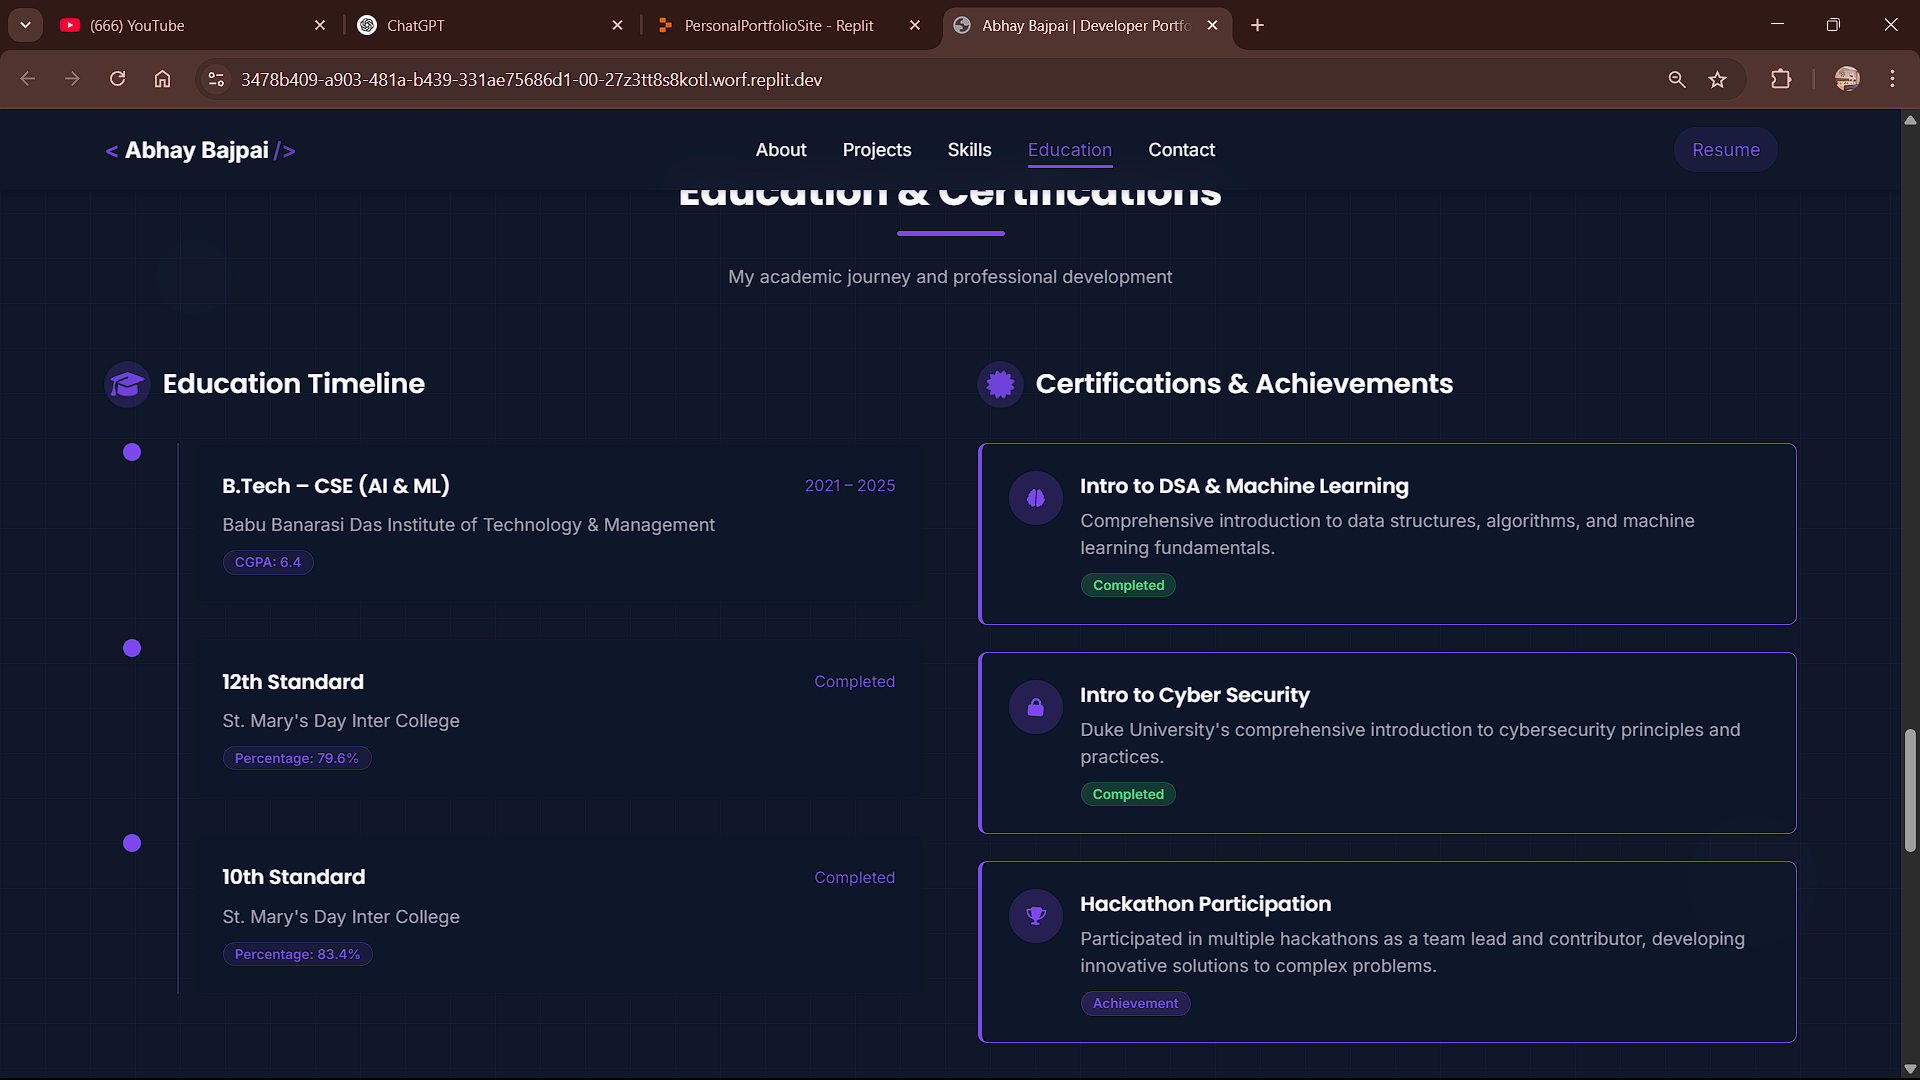 (666) YouTube
ChatGPT
PersonalPortfolioSite - Replit
Abhay Bajpai | Developer Portfo
3478b409-a903-481a-b439-331ae75686d1-00-27z3tt8s8kotl.worf.replit.dev
< Abhay Bajpai />
About
Projects
Skills
Education
Contact
Resume
Education & Certifications
My academic journey and professional development
Education Timeline
B.Tech – CSE (AI & ML)
2021 – 2025
Babu Banarasi Das Institute of Technology & Management
CGPA: 6.4
12th Standard
Completed
St. Mary's Day Inter College
Percentage: 79.6%
10th Standard
Completed
St. Mary's Day Inter College
Percentage: 83.4%
Certifications & Achievements
Intro to DSA & Machine Learning
Comprehensive introduction to data structures, algorithms, and machine
learning fundamentals.
Completed
Intro to Cyber Security
Duke University's comprehensive introduction to cybersecurity principles and
practices.
Completed
Hackathon Participation
Participated in multiple hackathons as a team lead and contributor, developing
innovative solutions to complex problems.
Achievement